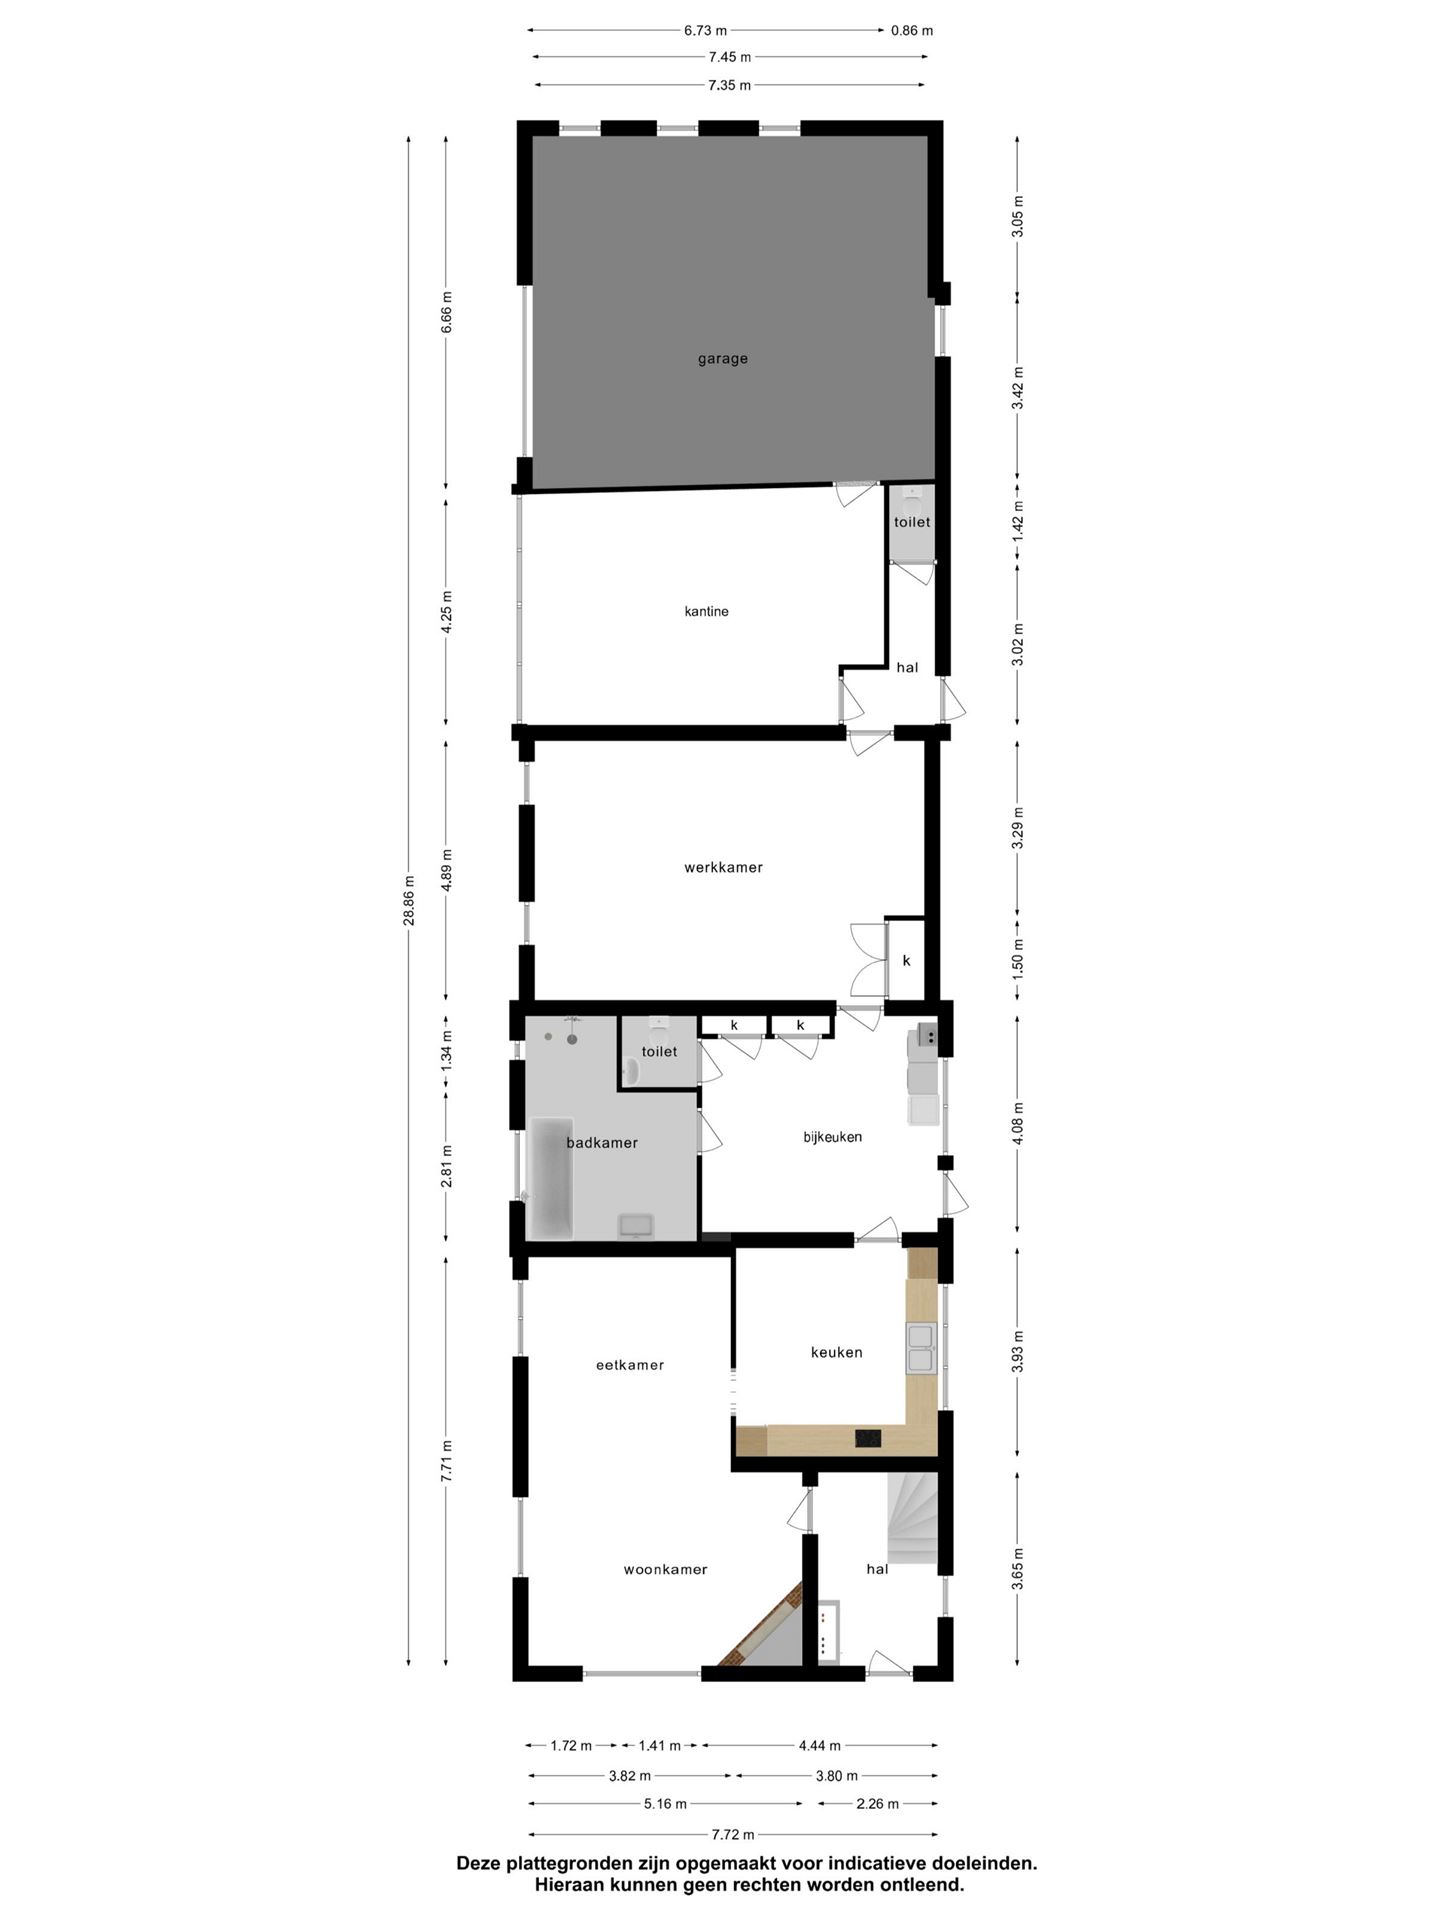 6.73 m 0.86 m
7.45 m
7.35 m
3.05 m
6.66 m
garage
3.42 m
toilet
1.42 m
4.25 m
kantine
3.02 m
hal
28.86 m
4.89 m
werkkamer
3.29 m
k
1.50 m
k k
toilet
1.34 m
badkamer
bijkeuken
4.08 m
2.81 m
eetkamer
keuken
3.93 m
7.71 m
woonkamer
hal
3.65 m
1.72 m 1.41 m 4.44 m
3.82 m 3.80 m
5.16 m 2.26 m
7.72 m
Deze plattegronden zijn opgemaakt voor indicatieve doeleinden.
Hieraan kunnen geen rechten worden ontleend.